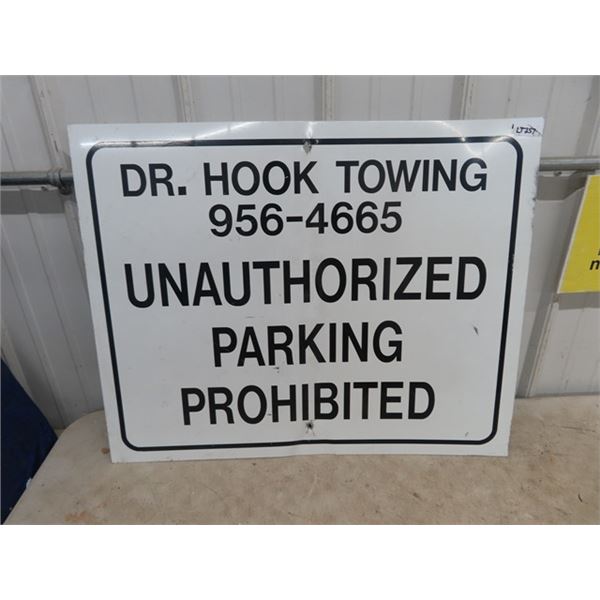 DR. HOOK TOWING
956-4665
UNAUTHORIZED
PARKING
PROHIBITED